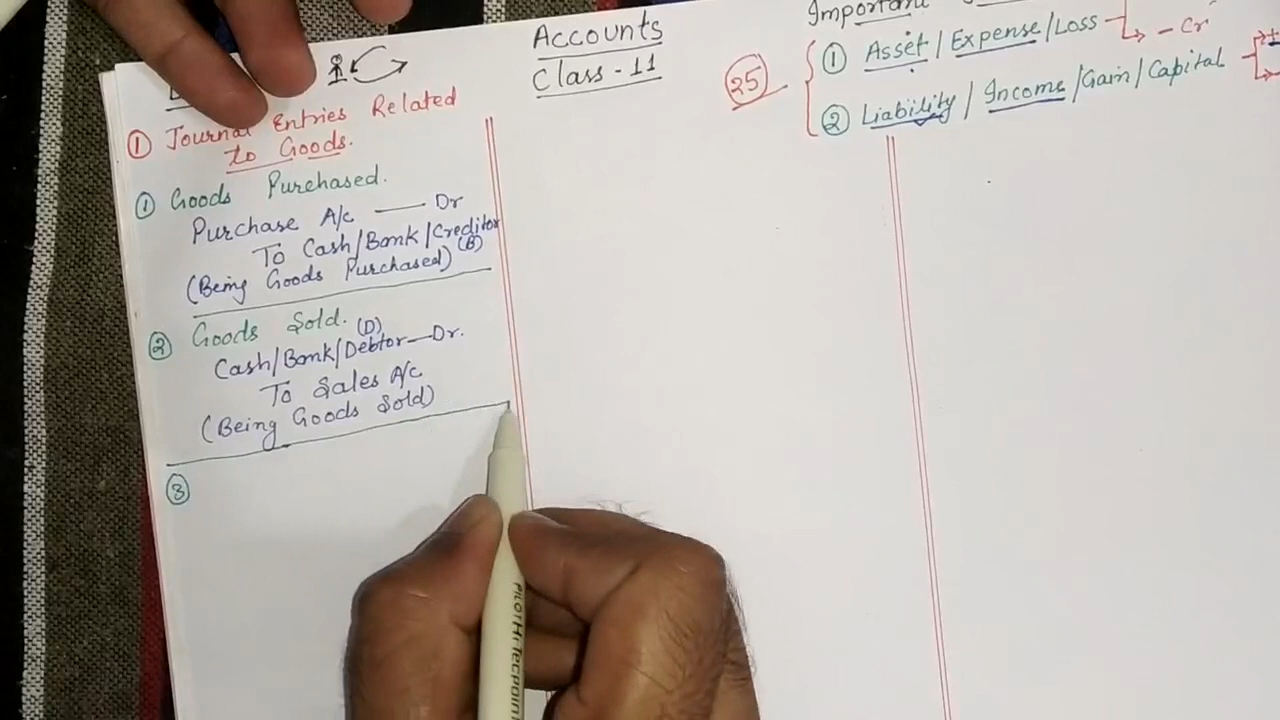 Accounts
Class - 11
① Journal Entries Related
to Goods.
① Goods Purchased.
Purchase A/c —— Dr
To Cash/Bank/Creditor
(B)
(Being Goods Purchased)
② Goods Sold.
(D)
Cash/Bank/Debtor—Dr.
To Sales A/c
(Being Goods Sold)
③
Important
25
① Asset / Expense/Loss
- Cr
② Liability / Income /Gain/Capital
+
PILOT HI-TECPOINT